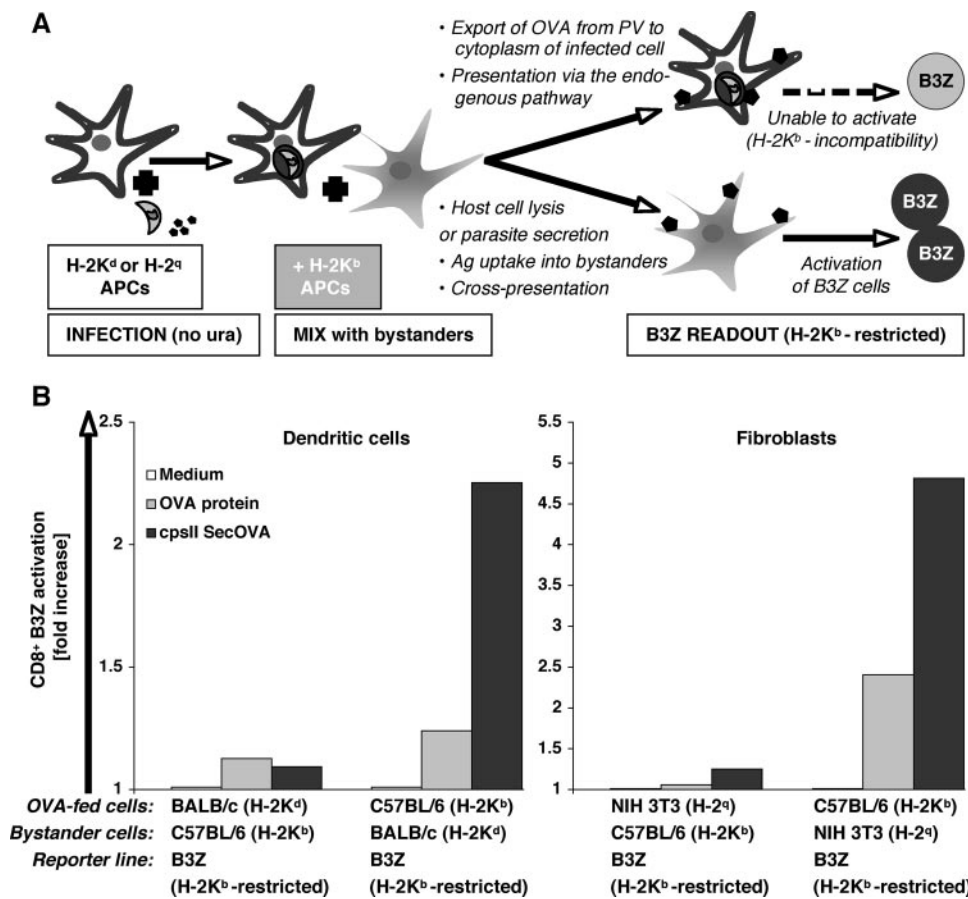 A
• Export of OVA from PV to
cytoplasm of infected cell
• Presentation via the endo-
genous pathway
B3Z
Unable to activate
(H-2Kᵇ - incompatibility)
• Host cell lysis
or parasite secretion
• Ag uptake into bystanders
• Cross-presentation
B3Z
B3Z
Activation
of B3Z cells
H-2Kᵈ or H-2ᑫ
APCs
+ H-2Kᵇ
APCs
INFECTION (no ura)
MIX with bystanders
B3Z READOUT (H-2Kᵇ - restricted)
B
CD8⁺ B3Z activation
[fold increase]
2.5
2
1.5
1
Dendritic cells
Medium
OVA protein
cpsII SecOVA
5.5
5
4.5
4
3.5
3
2.5
2
1.5
1
Fibroblasts
OVA-fed cells: BALB/c (H-2Kᵈ) C57BL/6 (H-2Kᵇ) NIH 3T3 (H-2ᑫ) C57BL/6 (H-2Kᵇ)
Bystander cells: C57BL/6 (H-2Kᵇ) BALB/c (H-2Kᵈ) C57BL/6 (H-2Kᵇ) NIH 3T3 (H-2ᑫ)
Reporter line: B3Z B3Z B3Z B3Z
(H-2Kᵇ -restricted) (H-2Kᵇ -restricted) (H-2Kᵇ -restricted) (H-2Kᵇ -restricted)